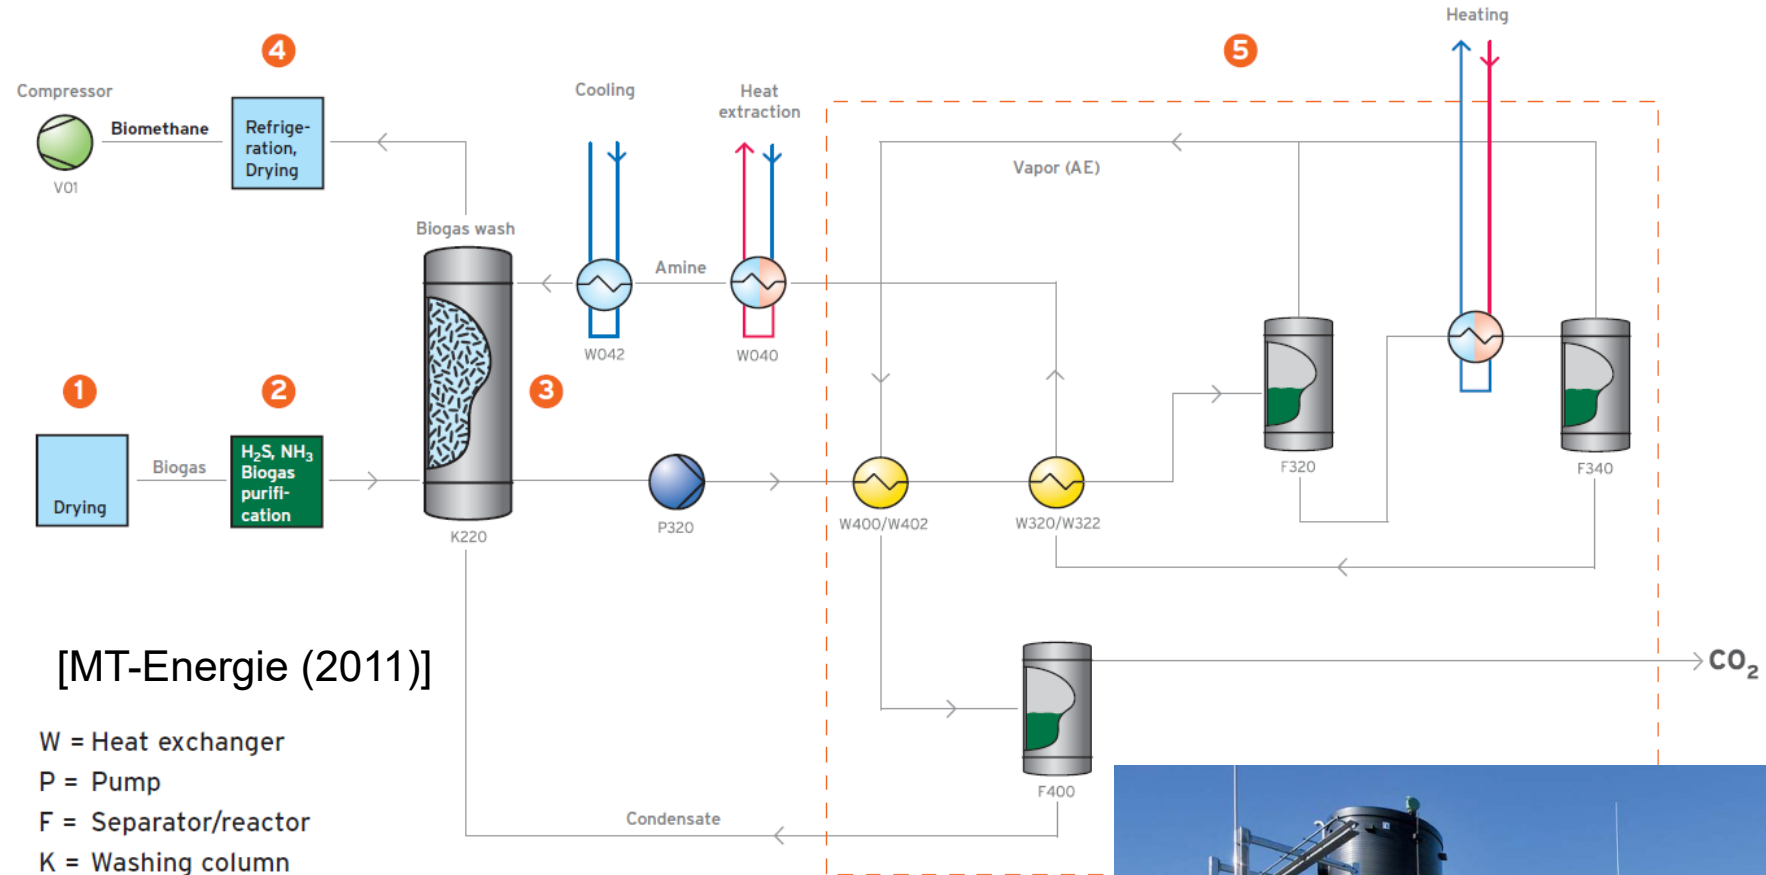 Heating
4
5
Compressor
Cooling
Heat
extraction
Biomethane
Refrige-
ration,
Drying
Vapor (AE)
V01
Biogas wash
Amine
W042
W040
1
2
3
Biogas
H₂S, NH₃
Biogas
purifi-
cation
Drying
F320
F340
K220
P320
W400/W402
W320/W322
[MT-Energie (2011)]
CO₂
W = Heat exchanger
P = Pump
F = Separator/reactor
K = Washing column
F400
Condensate